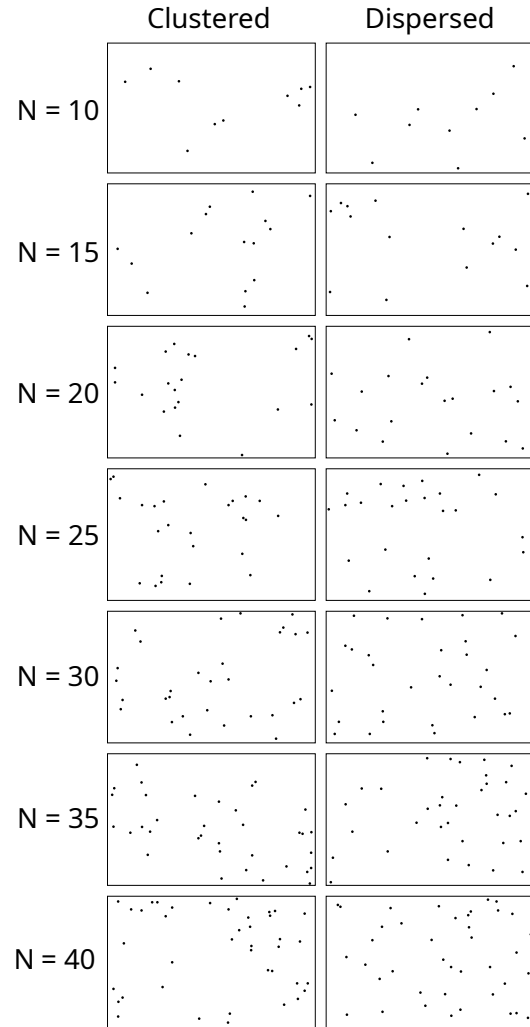 Clustered Dispersed
N = 10
N = 15
N = 20
N = 25
N = 30
N = 35
N = 40